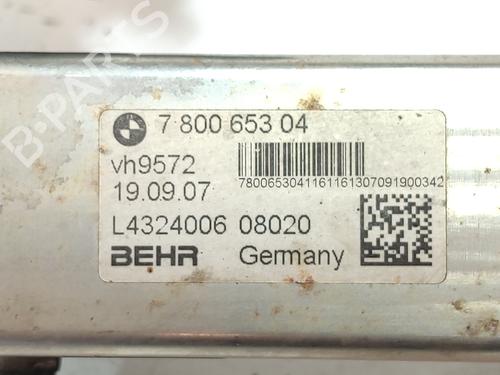 B-PARTS
7 800 653 04
vh9572
19.09.07
7800653041161161307091900342
L4324006 08020
BEHR Germany